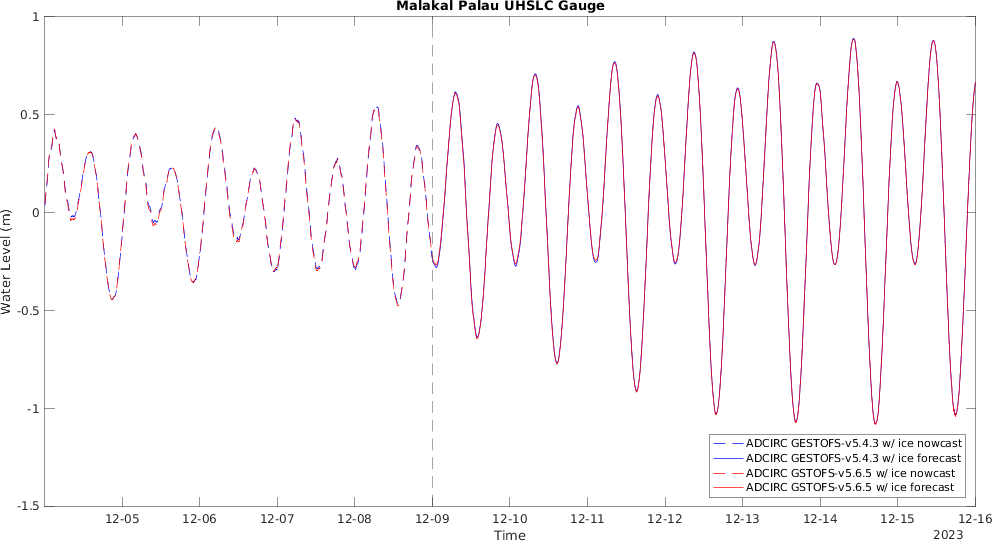 Malakal Palau UHSLC Gauge
1
0.5
0
-0.5
-1
-1.5
Water Level (m)
ADCIRC GESTOFS-v5.4.3 w/ ice nowcast
ADCIRC GESTOFS-v5.4.3 w/ ice forecast
ADCIRC GSTOFS-v5.6.5 w/ ice nowcast
ADCIRC GSTOFS-v5.6.5 w/ ice forecast
12-05 12-06 12-07 12-08 12-09 12-10 12-11 12-12 12-13 12-14 12-15 12-16
Time
2023